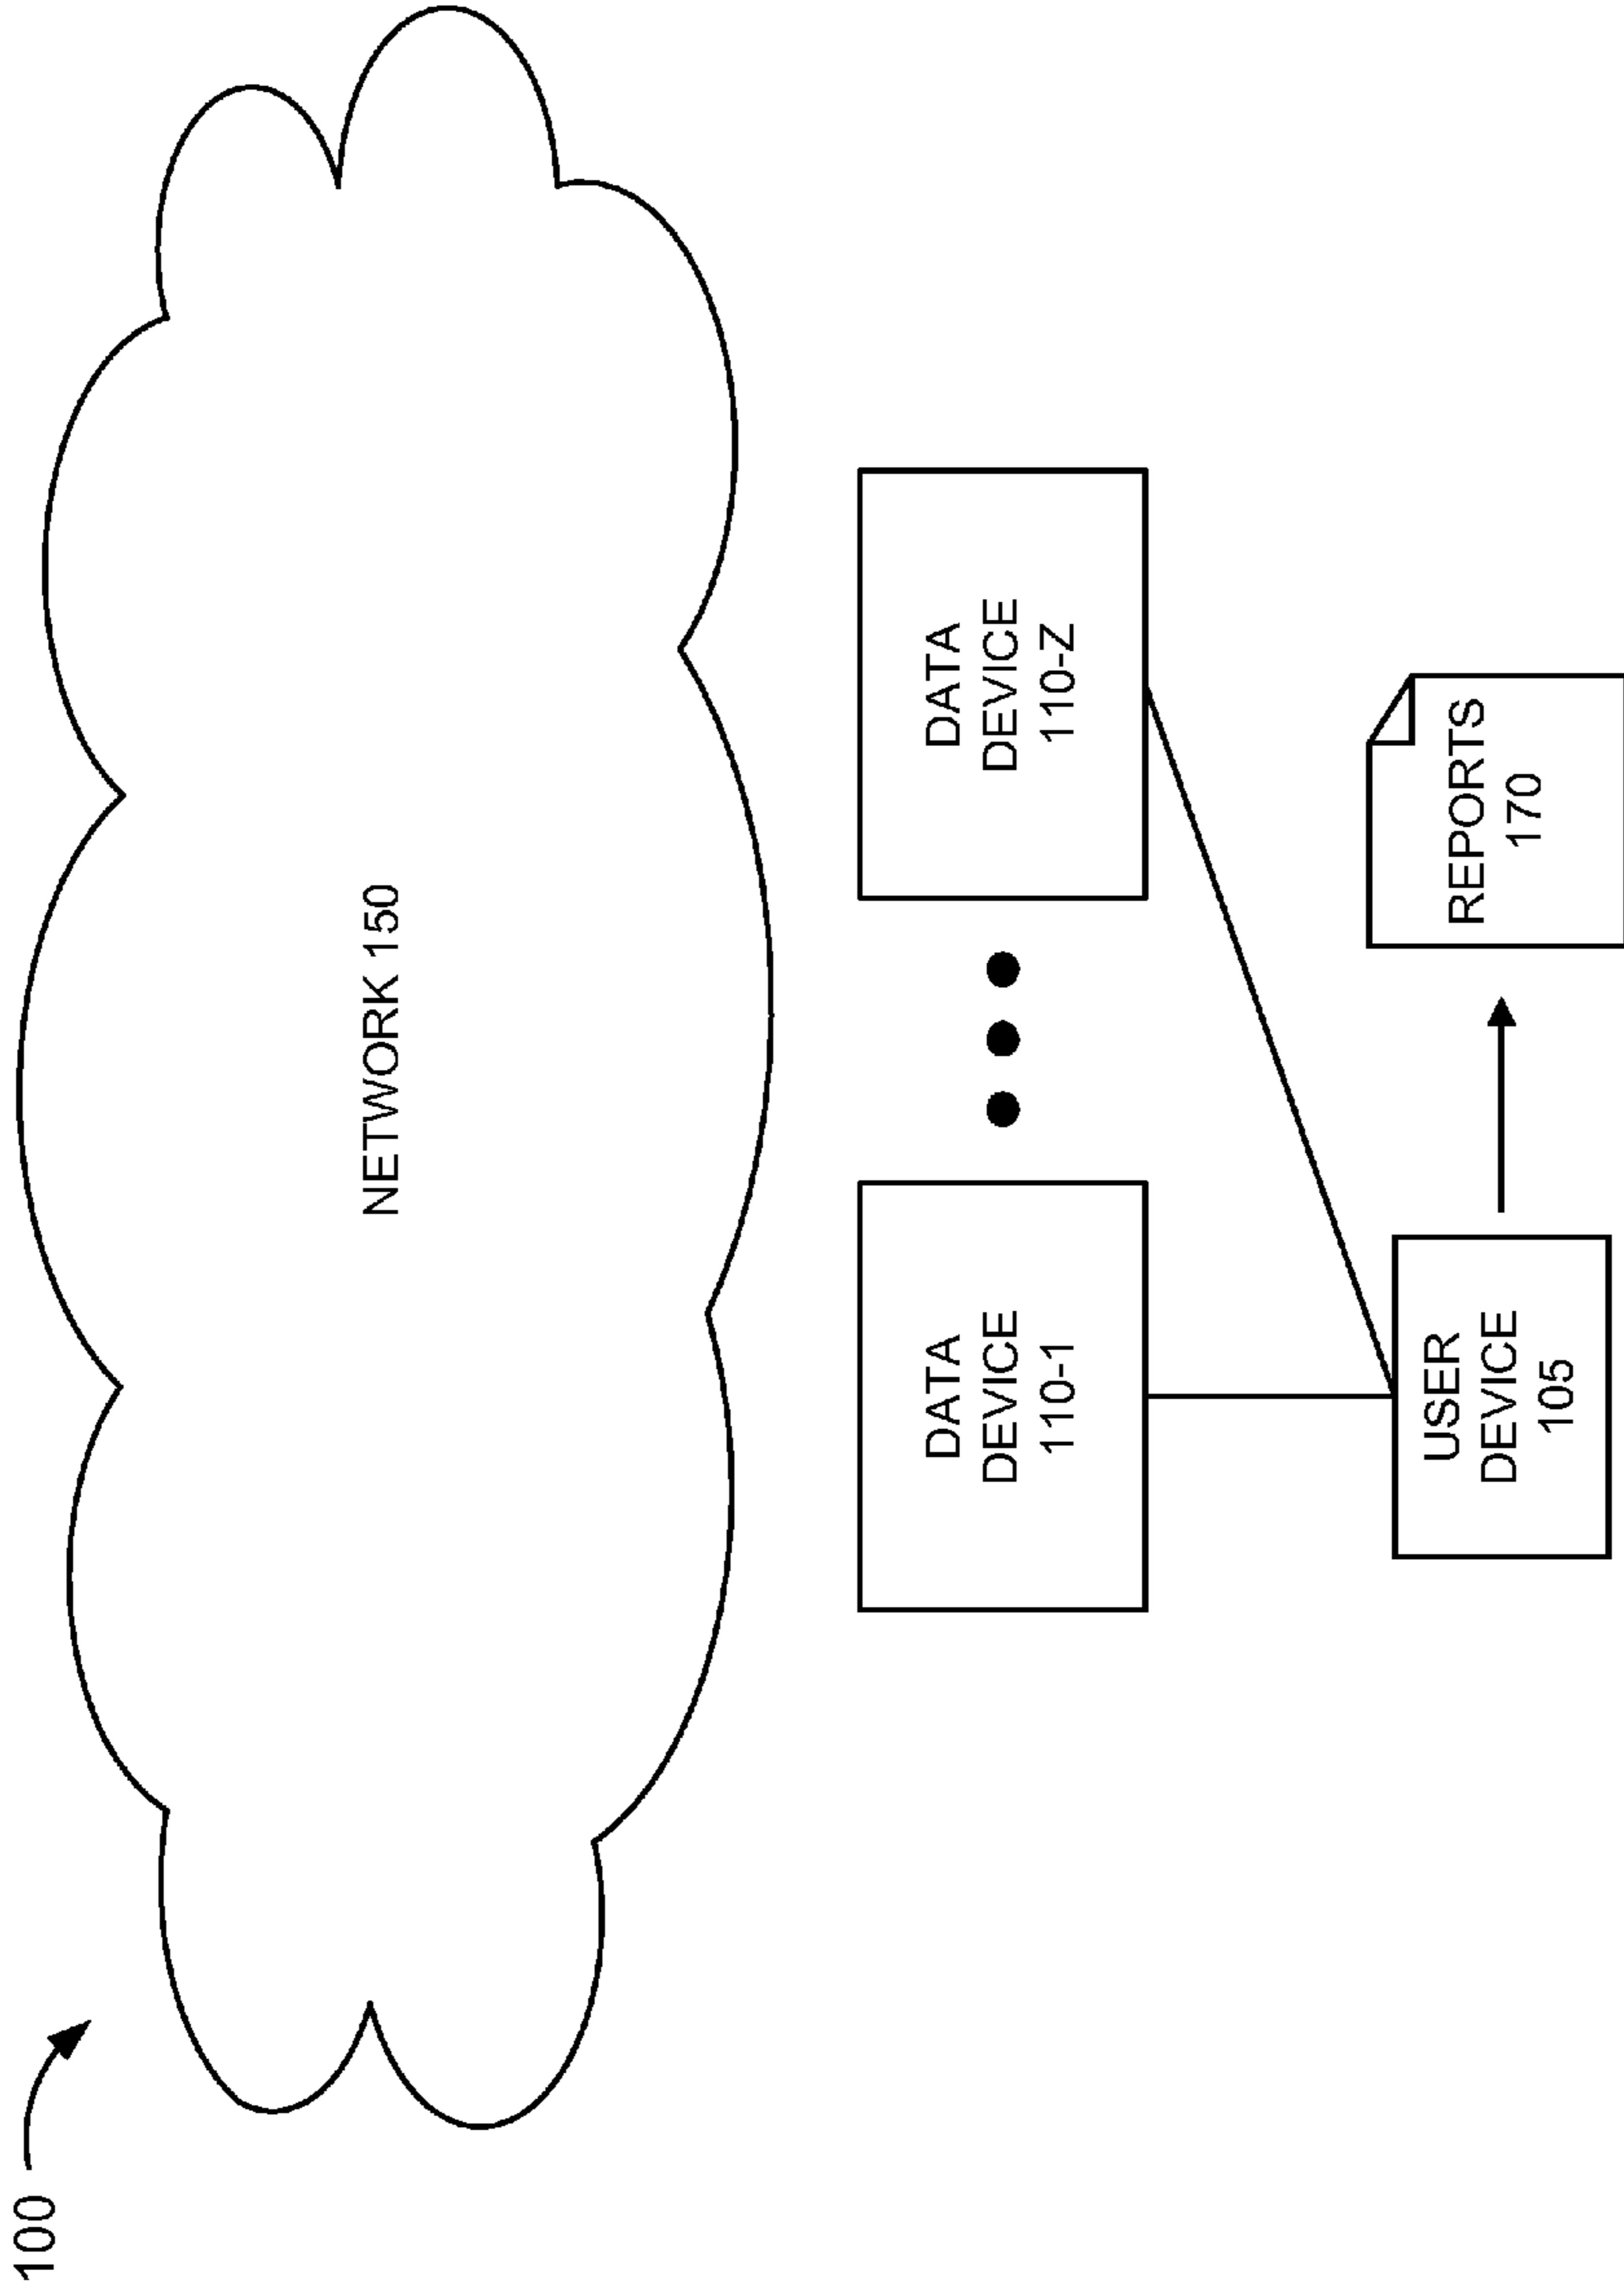 100
NETWORK 150
DATA
DEVICE
110-1
DATA
DEVICE
110-Z
USER
DEVICE
105
REPORTS
170